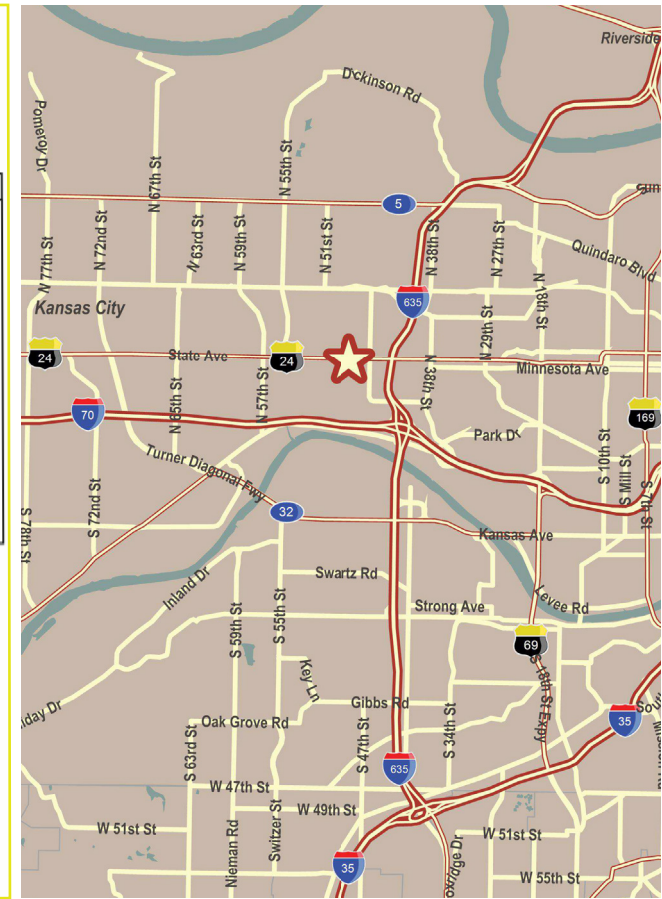 Riverside
Dickinson Rd
Pomeroy Dr
N 67th St
N 55th St
5
N 77th St
N 72nd St
N 63rd St
N 59th St
N 51st St
N 38th St
N 27th St
Quindaro Blvd
N 18th St
635
Kansas City
24
State Ave
24
N 29th St
Minnesota Ave
N 65th St
N 57th St
N 38th St
70
169
Park D
S 10th St
S Mill St
S 7th St
Turner Diagonal Fwy
S 78th St
S 72nd St
32
Kansas Ave
Inland Dr
Swartz Rd
Levee Rd
Strong Ave
S 59th St
S 55th St
69
S 18th St Expy
Key Ln
iday Dr
Gibbs Rd
S 34th St
35
Oak Grove Rd
S 47th St
S 63rd St
635
W 47th St
W 49th St
W 51st St
Nieman Rd
Switzer St
W 51st St
35
W 55th St